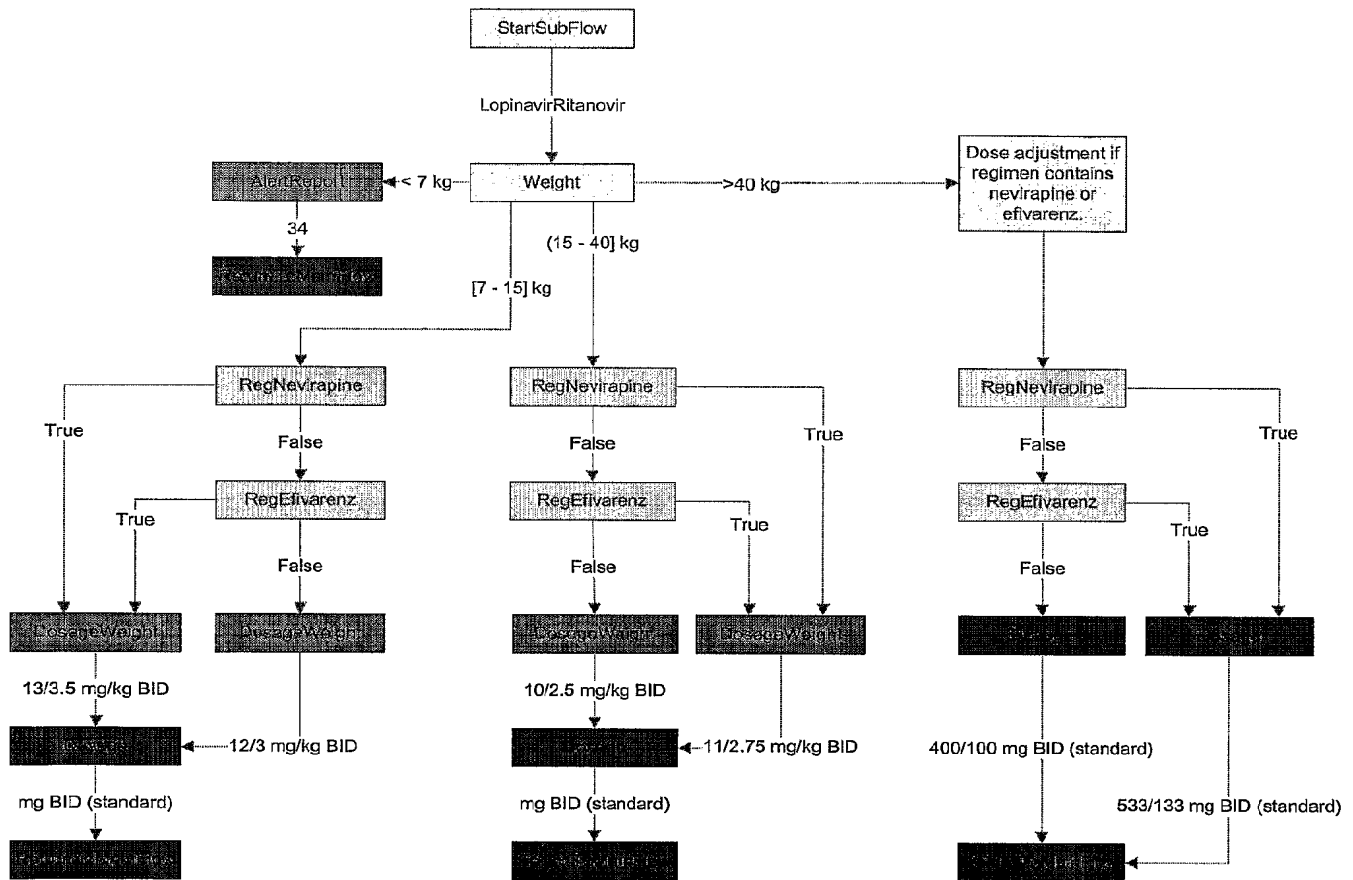 StartSubFlow
LopinavirRitanovir
AlertReport
< 7 kg
Weight
>40 kg
Dose adjustment if
regimen contains
nevirapine or
efivarenz.
34
(15 - 40] kg
[7 - 15] kg
RegNevirapine
RegNevirapine
RegNevirapine
True
False
False
True
False
True
RegEfivarenz
RegEfivarenz
RegEfivarenz
True
True
True
False
False
False
DosageWeight
DosageWeight
DosageWeight
DosageWeight
13/3.5 mg/kg BID
10/2.5 mg/kg BID
12/3 mg/kg BID
11/2.75 mg/kg BID
400/100 mg BID (standard)
mg BID (standard)
mg BID (standard)
533/133 mg BID (standard)